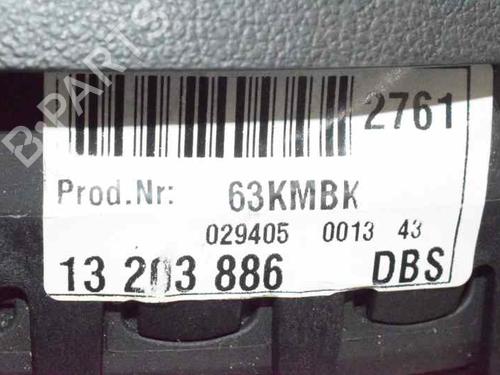 B-PARTS
2761
Prod.Nr: 63KMBK
029405 0013 43
13 203 886 DBS